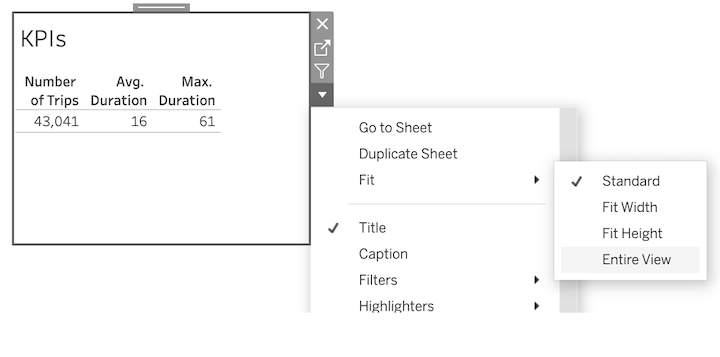 KPIs
Number Avg. Max.
of Trips Duration Duration
43,041 16 61
Go to Sheet
Duplicate Sheet
Fit
Title
Caption
Filters
Highlighters
Standard
Fit Width
Fit Height
Entire View